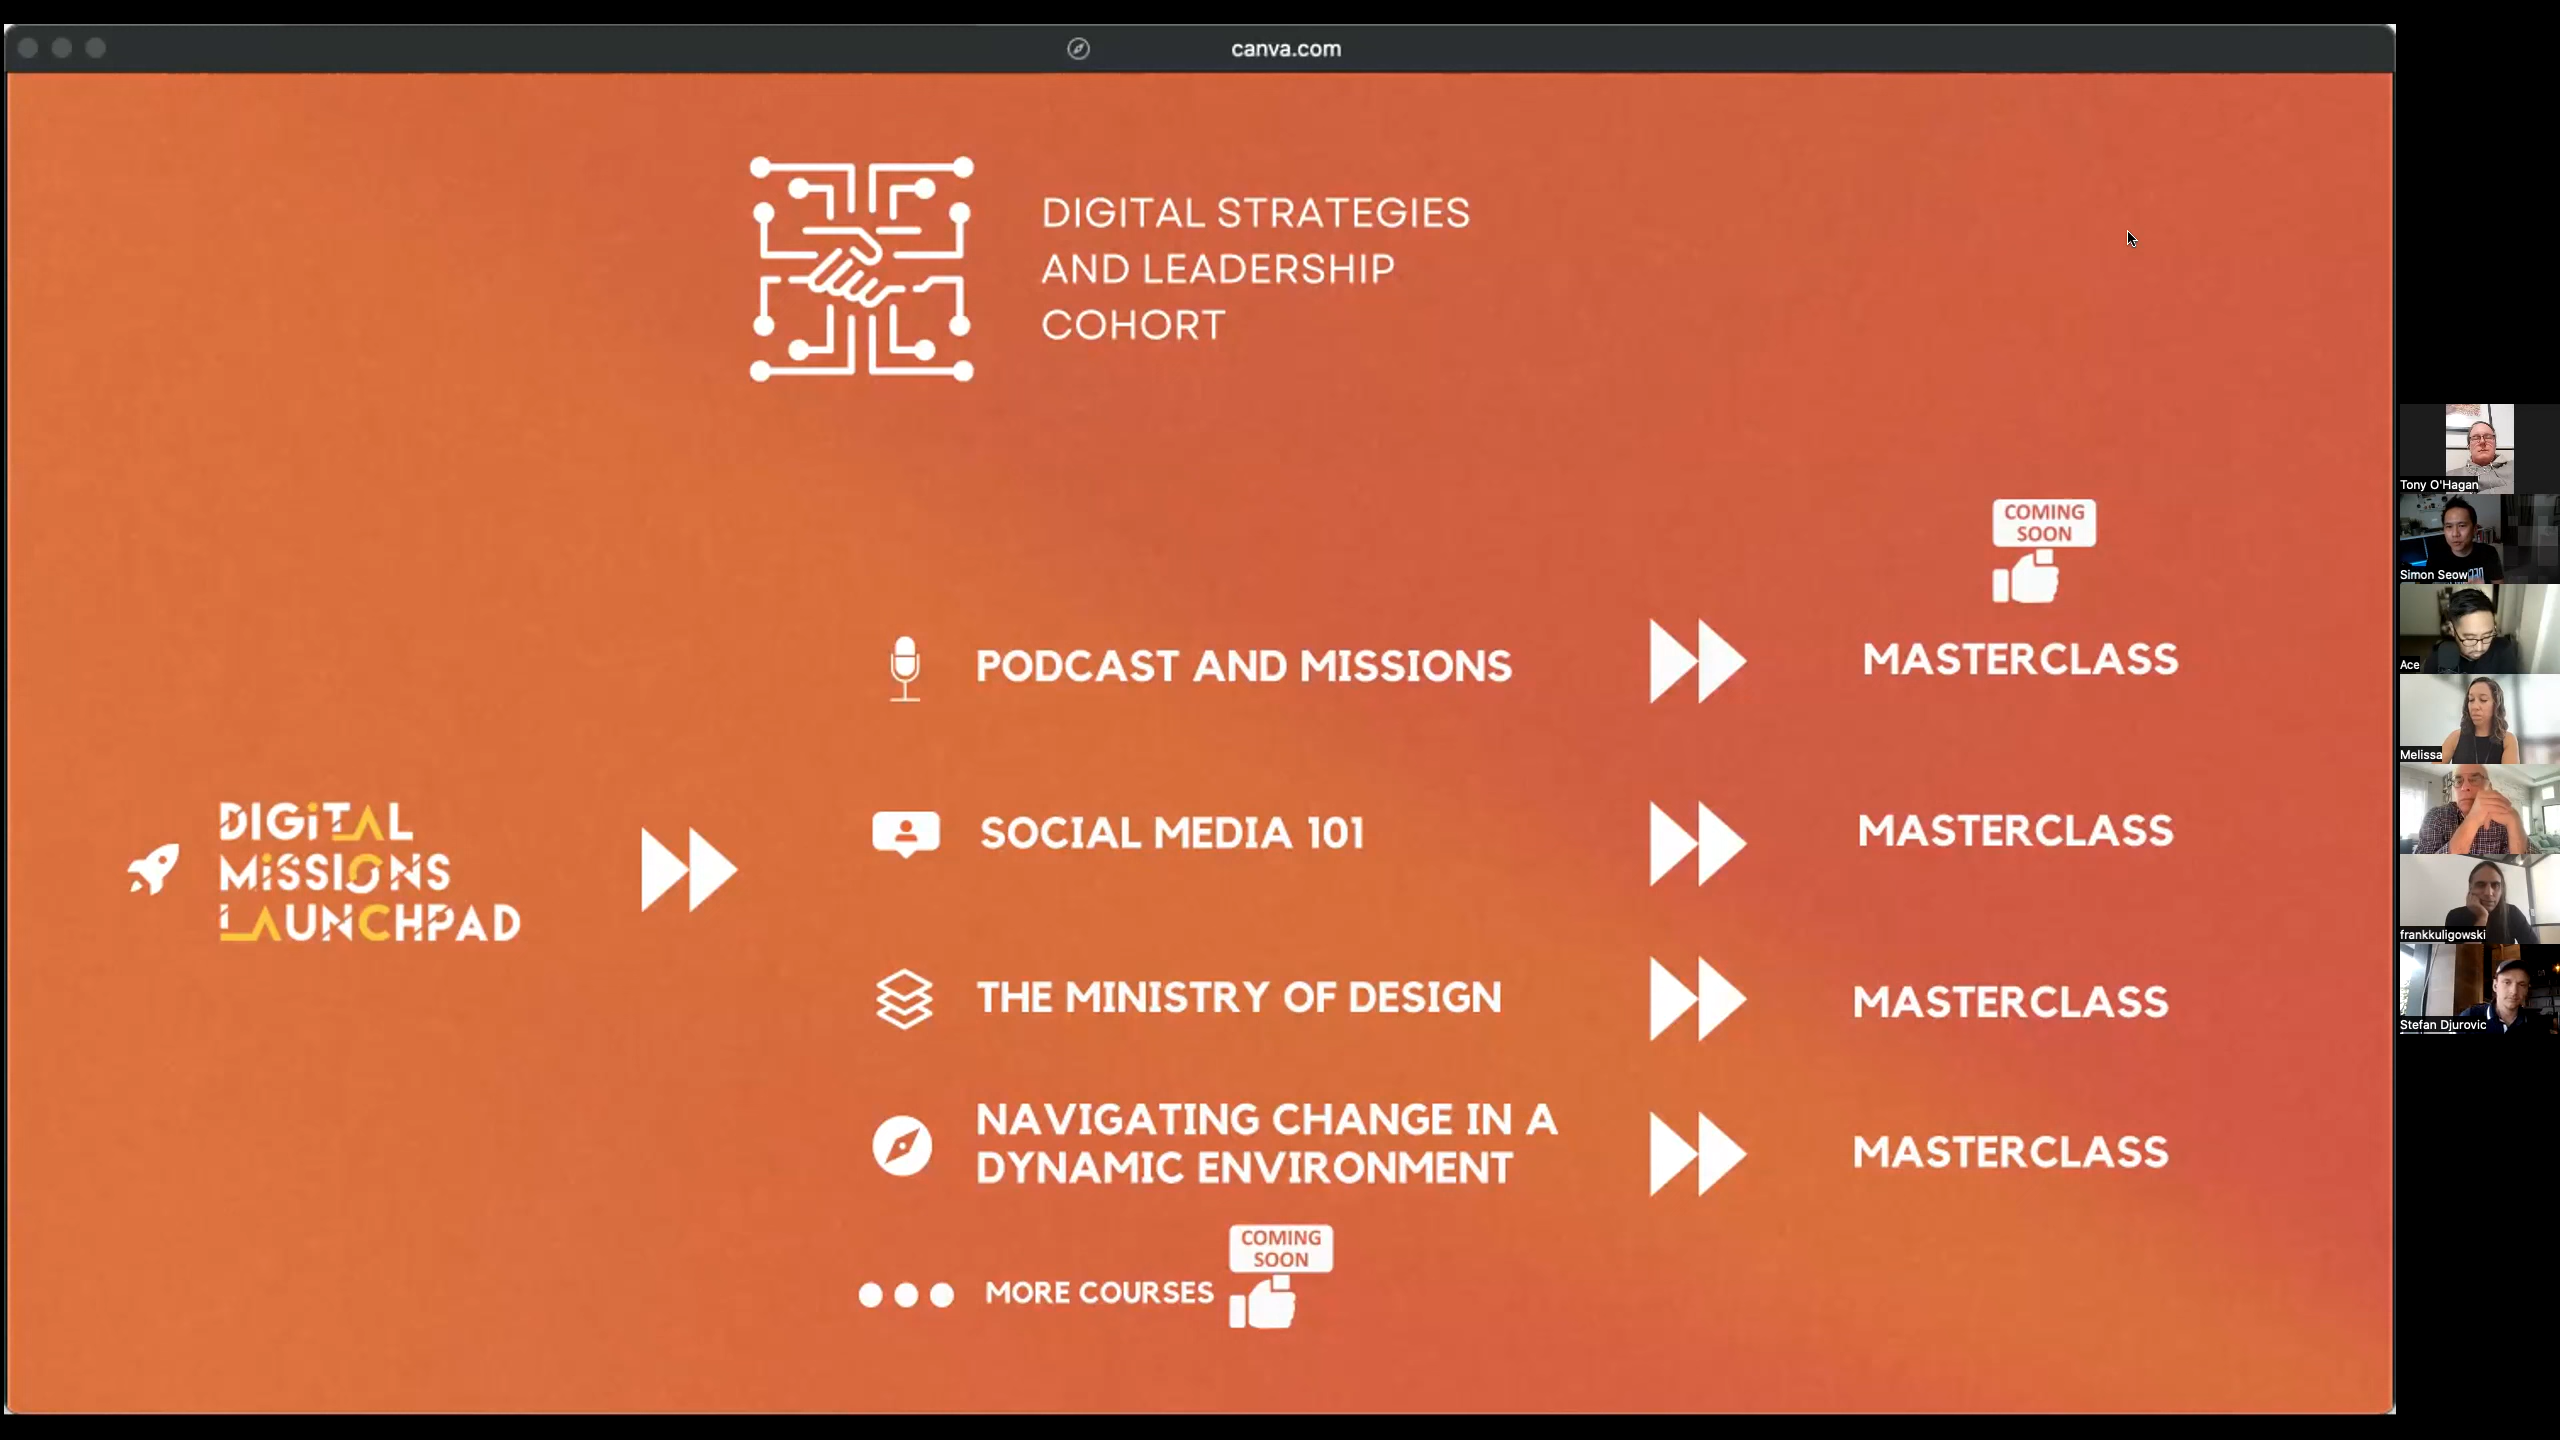 canva.com
DIGITAL STRATEGIES
AND LEADERSHIP
COHORT
COMING
SOON
PODCAST AND MISSIONS
MASTERCLASS
DIGiTAL
MiSSIONS
LAUNCHPAD
SOCIAL MEDIA 101
MASTERCLASS
THE MINISTRY OF DESIGN
MASTERCLASS
NAVIGATING CHANGE IN A
DYNAMIC ENVIRONMENT
MASTERCLASS
MORE COURSES
COMING
SOON
Tony O'Hagan
Simon Seow
Ace
Melissa
frankkuligowski
Stefan Djurovic